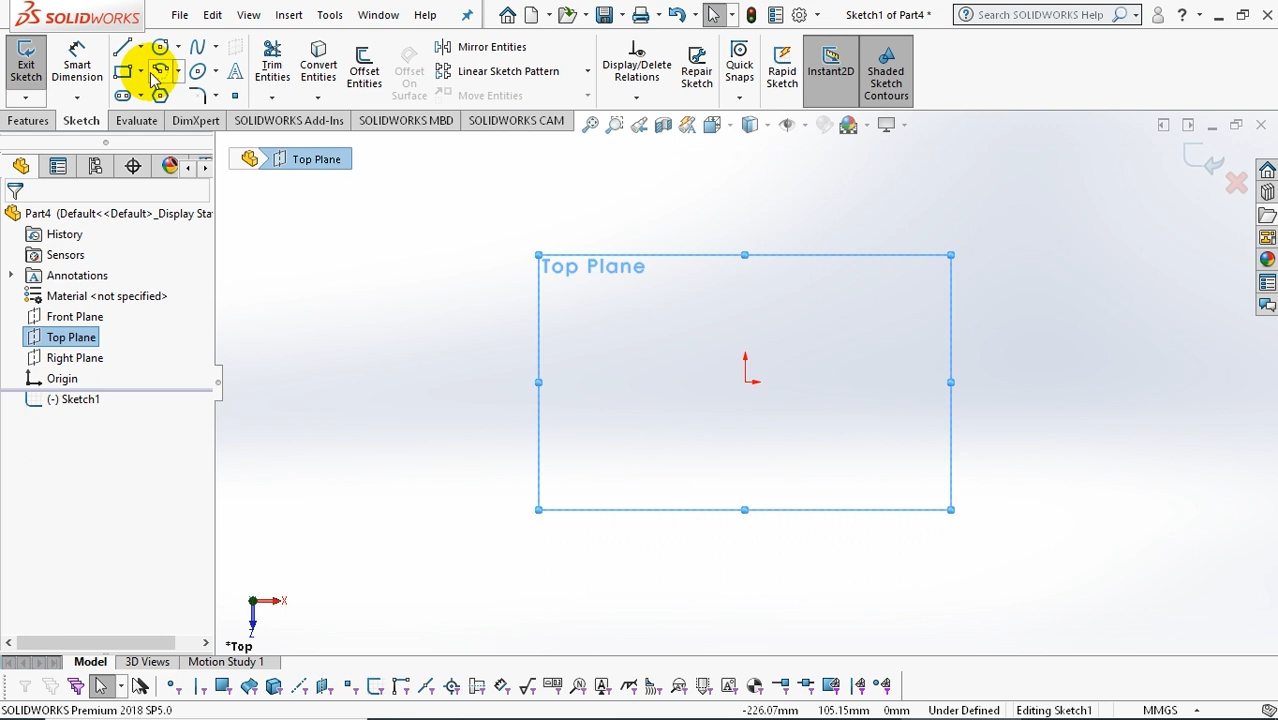 SOLIDWORKS
File
Edit
View
Insert
Tools
Window
Help
Sketch1 of Part4 *
Search SOLIDWORKS Help
Exit Sketch
Smart Dimension
Trim Entities
Convert Entities
Offset Entities
Offset On Surface
Mirror Entities
Linear Sketch Pattern
Move Entities
Display/Delete Relations
Repair Sketch
Quick Snaps
Rapid Sketch
Instant2D
Shaded Sketch Contours
Features
Sketch
Evaluate
DimXpert
SOLIDWORKS Add-Ins
SOLIDWORKS MBD
SOLIDWORKS CAM
Top Plane
Part4 (Default<<Default>_Display Sta
History
Sensors
Annotations
Material <not specified>
Front Plane
Top Plane
Right Plane
Origin
(-) Sketch1
Top Plane
X
Z
*Top
Model
3D Views
Motion Study 1
SOLIDWORKS Premium 2018 SP5.0
-226.07mm
105.15mm
0mm
Under Defined
Editing Sketch1
MMGS